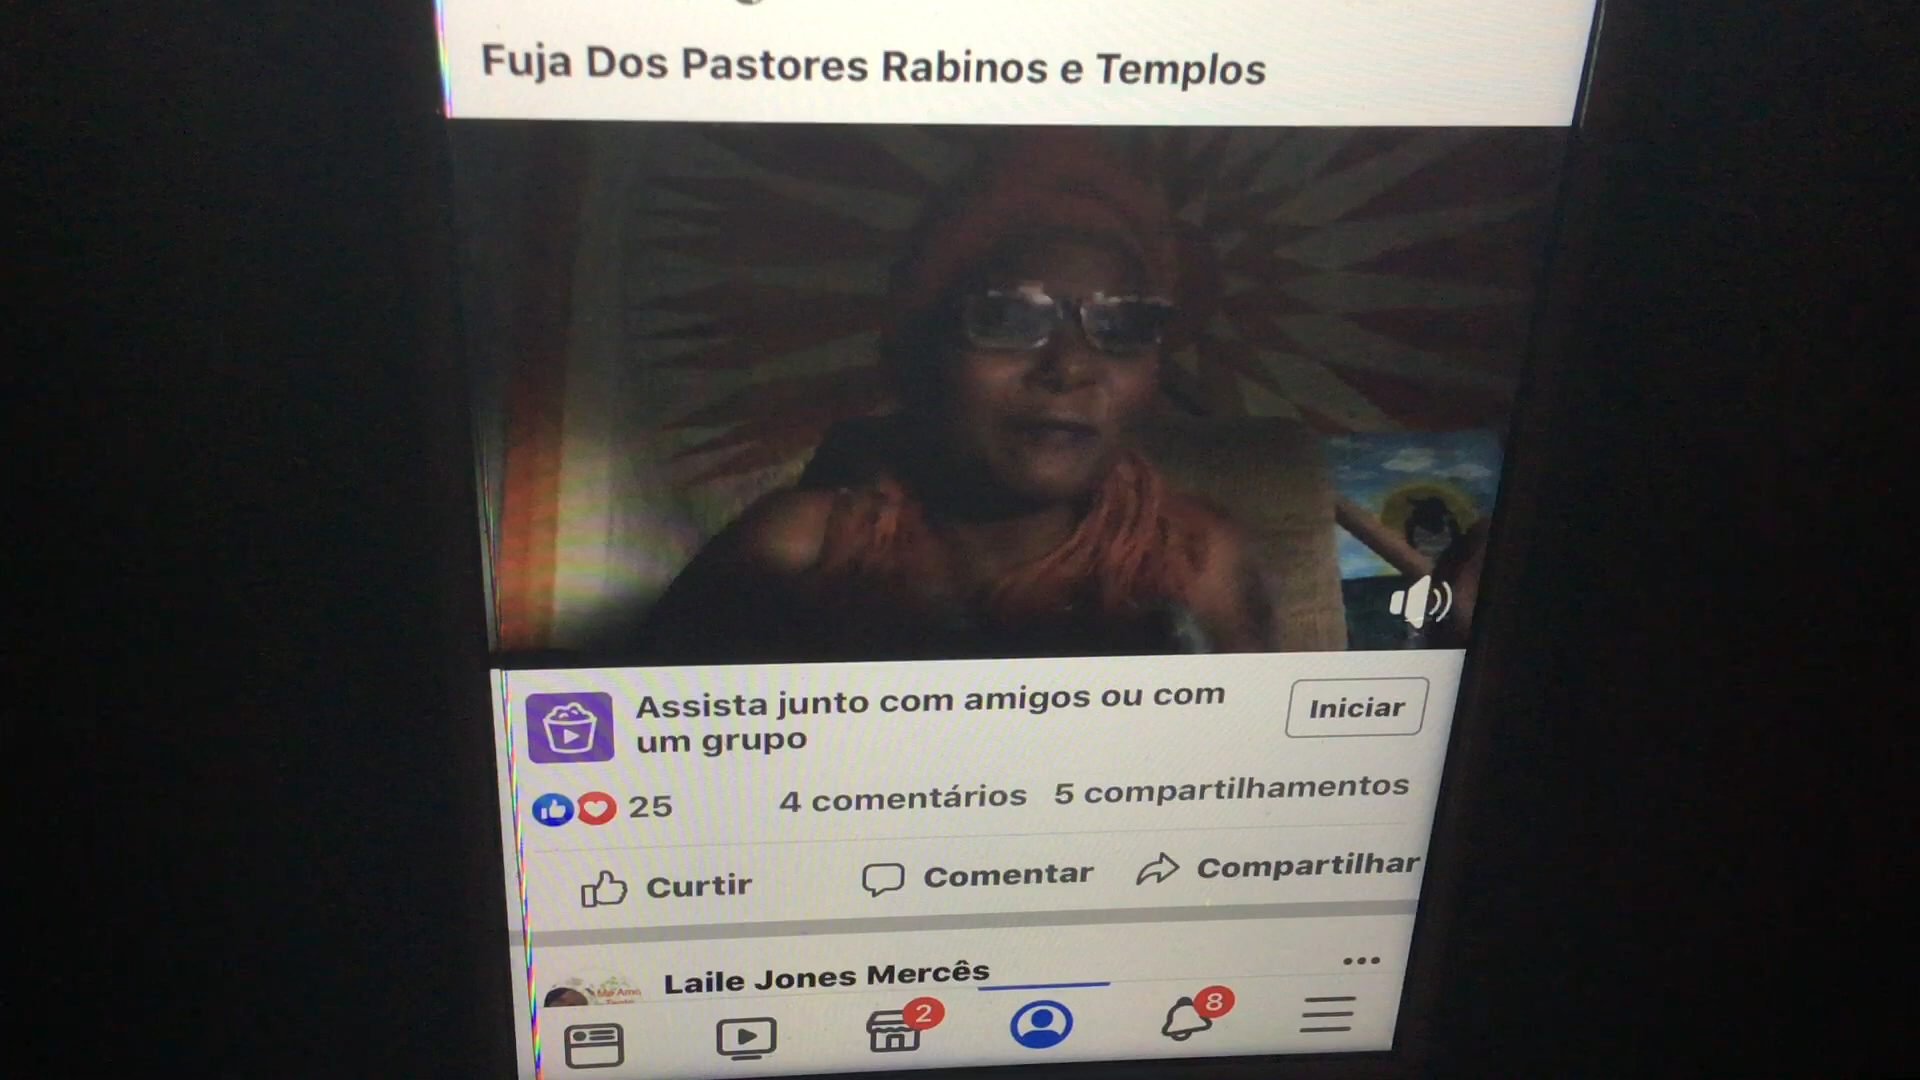 Fuja Dos Pastores Rabinos e Templos
Assista junto com amigos ou com
um grupo
Iniciar
25
4 comentários 5 compartilhamentos
Curtir
Comentar
Compartilhar
Laile Jones Mercês
2
8